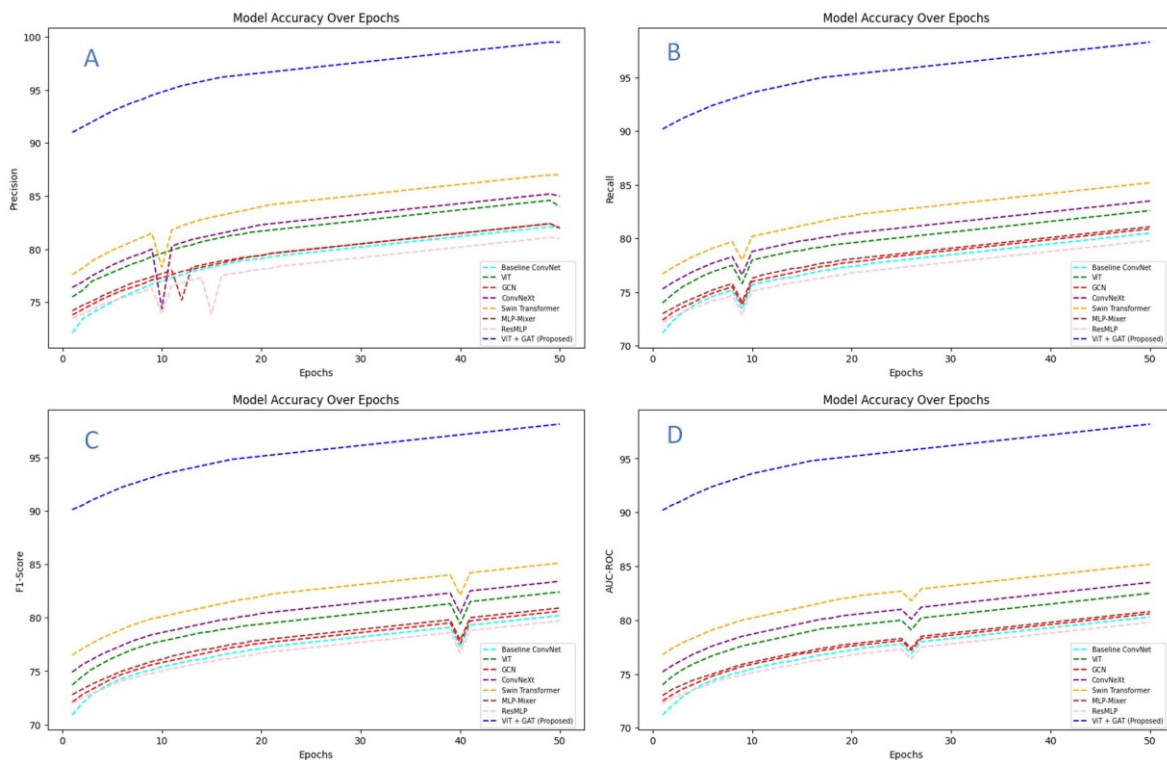 Model Accuracy Over Epochs
A
Precision
100
95
90
85
80
75
0 10 20 30 40 50
Epochs
Baseline ConvNet
ViT
GCN
ConvNeXt
Swin Transformer
MLP-Mixer
ResMLP
ViT + GAT (Proposed)
Model Accuracy Over Epochs
B
Recall
95
90
85
80
75
70
0 10 20 30 40 50
Epochs
Baseline ConvNet
ViT
GCN
ConvNeXt
Swin Transformer
MLP-Mixer
ResMLP
ViT + GAT (Proposed)
Model Accuracy Over Epochs
C
F1-Score
95
90
85
80
75
70
0 10 20 30 40 50
Epochs
Baseline ConvNet
ViT
GCN
ConvNeXt
Swin Transformer
MLP-Mixer
ResMLP
ViT + GAT (Proposed)
Model Accuracy Over Epochs
D
AUC-ROC
95
90
85
80
75
70
0 10 20 30 40 50
Epochs
Baseline ConvNet
ViT
GCN
ConvNeXt
Swin Transformer
MLP-Mixer
ResMLP
ViT + GAT (Proposed)